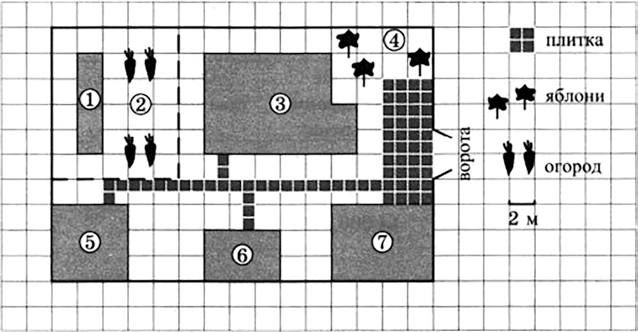 ④
плитка
① ② ③
яблони
ворота
огород
2 м
⑤ ⑥ ⑦